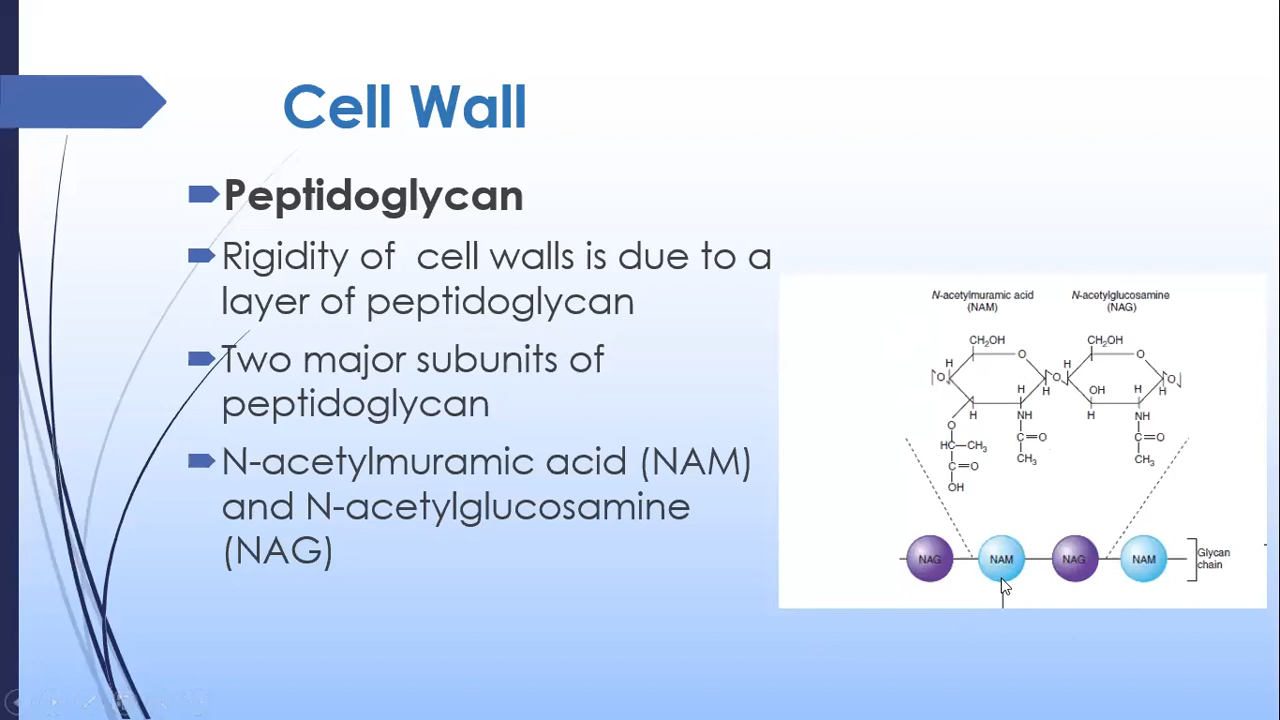 Cell Wall
Peptidoglycan
Rigidity of cell walls is due to a
layer of peptidoglycan
Two major subunits of
peptidoglycan
N-acetylmuramic acid (NAM)
and N-acetylglucosamine
(NAG)
N-acetylmuramic acid
(NAM)
N-acetylglucosamine
(NAG)
CH₂OH
CH₂OH
O
O
H
H
O
O
O
H
H
OH
H
H
H
NH
H
NH
O
HC—CH₃
C=O
C=O
C=O
CH₃
CH₃
OH
NAG
NAM
NAG
NAM
Glycan
chain